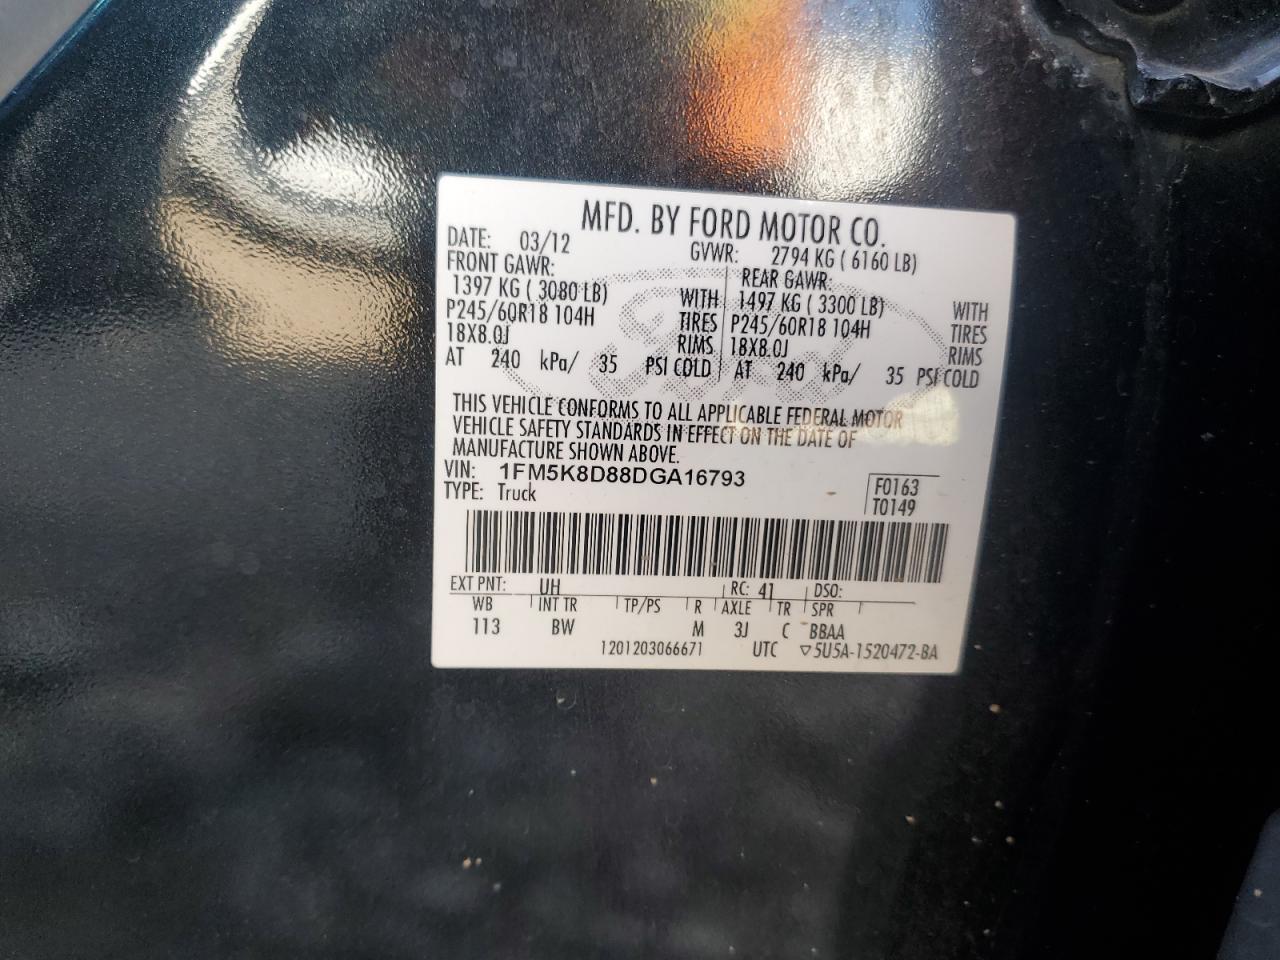 MFD. BY FORD MOTOR CO.
DATE: 03/12 GVWR: 2794 KG ( 6160 LB)
FRONT GAWR: REAR GAWR:
1397 KG ( 3080 LB) WITH 1497 KG ( 3300 LB) WITH
P245/60R18 104H TIRES P245/60R18 104H TIRES
18X8.0J RIMS 18X8.0J RIMS
AT 240 kPa/ 35 PSI COLD AT 240 kPa/ 35 PSI COLD
THIS VEHICLE CONFORMS TO ALL APPLICABLE FEDERAL MOTOR
VEHICLE SAFETY STANDARDS IN EFFECT ON THE DATE OF
MANUFACTURE SHOWN ABOVE.
VIN: 1FM5K8D88DGA16793
TYPE: Truck
F0163
T0149
EXT PNT: UH RC: 41 DSO:
WB INT TR TP/PS R AXLE TR SPR
113 BW M 3J C BBAA
1201203066671 UTC ▽5U5A-1520472-BA